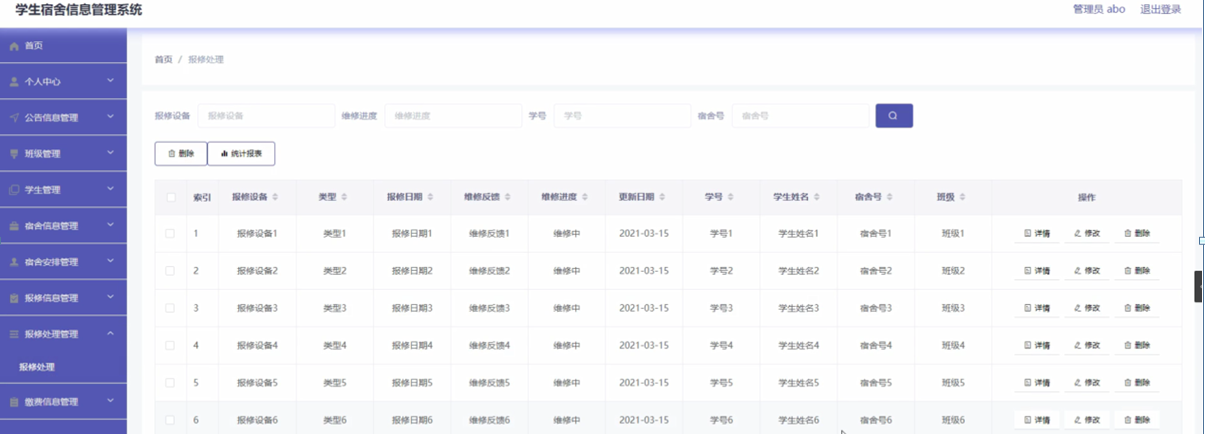 学生宿舍信息管理系统
管理员 abo 退出登录
首页
个人中心
公告信息管理
班级管理
学生管理
宿舍信息管理
宿舍安排管理
报修信息管理
报修处理管理
报修处理
缴费信息管理
首页 / 报修处理
报修设备 报修设备 维修进度 维修进度 学号 学号 宿舍号 宿舍号
删除 统计报表
索引 报修设备 类型 报修日期 维修反馈 维修进度 更新日期 学号 学生姓名 宿舍号 班级 操作
1 报修设备1 类型1 报修日期1 维修反馈1 维修中 2021-03-15 学号1 学生姓名1 宿舍号1 班级1 详情 修改 删除
2 报修设备2 类型2 报修日期2 维修反馈2 维修中 2021-03-15 学号2 学生姓名2 宿舍号2 班级2 详情 修改 删除
3 报修设备3 类型3 报修日期3 维修反馈3 维修中 2021-03-15 学号3 学生姓名3 宿舍号3 班级3 详情 修改 删除
4 报修设备4 类型4 报修日期4 维修反馈4 维修中 2021-03-15 学号4 学生姓名4 宿舍号4 班级4 详情 修改 删除
5 报修设备5 类型5 报修日期5 维修反馈5 维修中 2021-03-15 学号5 学生姓名5 宿舍号5 班级5 详情 修改 删除
6 报修设备6 类型6 报修日期6 维修反馈6 维修中 2021-03-15 学号6 学生姓名6 宿舍号6 班级6 详情 修改 删除